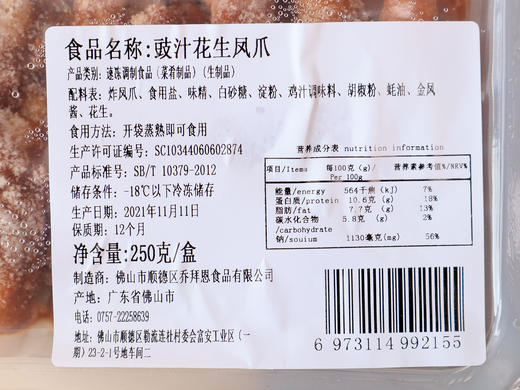 食品名称:豉汁花生凤爪
产品类别: 速冻调制食品 (菜肴制品) (生制品)
配料表: 炸凤爪、食用盐、味精、白砂糖、淀粉、鸡汁调味料、胡椒粉、蚝油、金凤
酱、花生。
食用方法: 开袋蒸熟即可食用
生产许可证编号: SC10344060602874
产品标准号: SB/T 10379-2012
储存条件: -18℃以下冷冻储存
生产日期: 2021年11月11日
保质期: 12个月
净含量:250克/盒
制造商: 佛山市顺德区乔拜恩食品有限公司
产地: 广东省佛山市
电话: 0757-22258639
地址: 佛山市顺德区勒流连杜村委会富安工业区 (一
期) 23-2-1号地车间二
营养成分表 nutrition information
项目/Items 每100克 (g)/ Per 100g 营养素参考值%/NRV%
能量/energy 564千焦 (kJ) 7%
蛋白质/protein 10.6克 (g) 18%
脂肪/fat 7.7克 (g) 13%
碳水化合物 5.8克 (g) 2%
/carbohydrate
钠/souium 1130毫克(mg) 56%
6 973114 992155